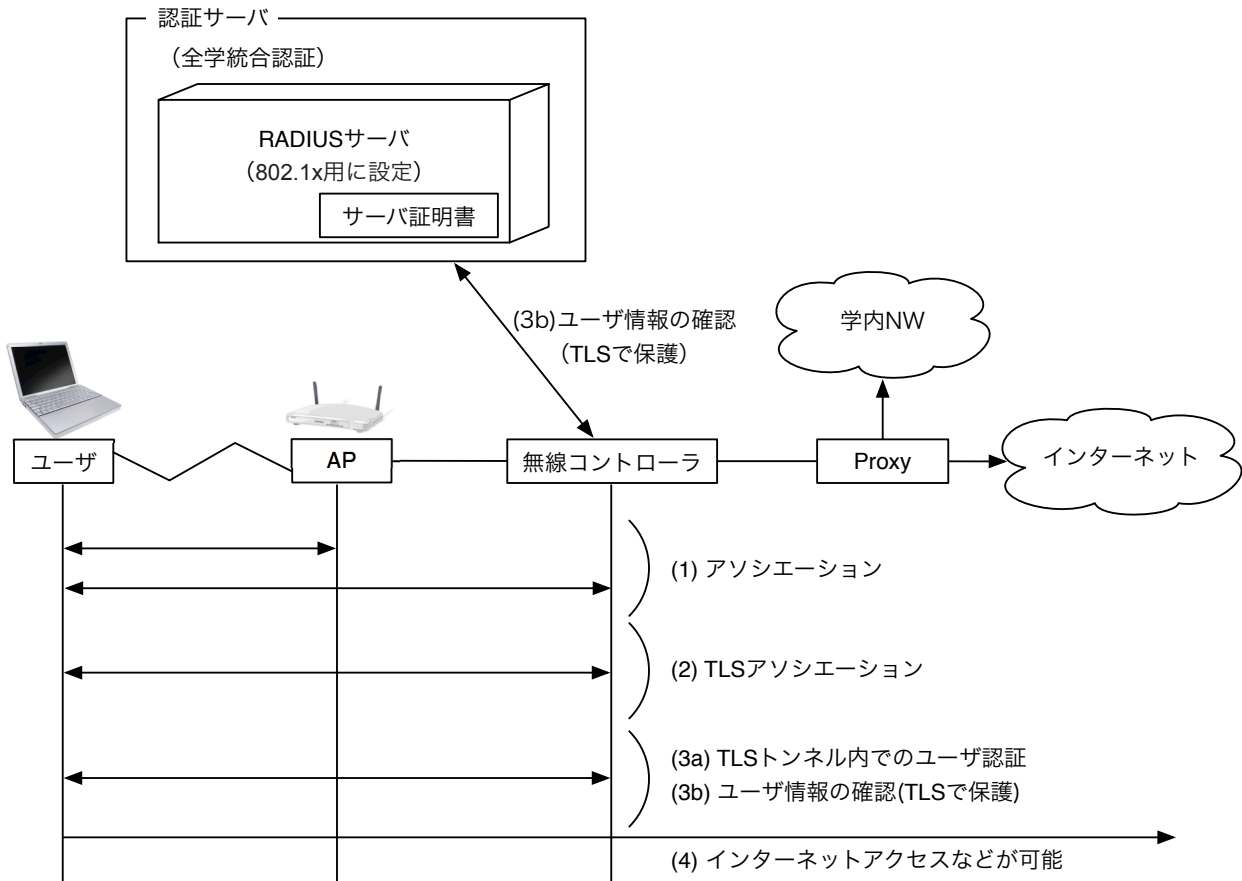 認証サーバ
（全学統合認証）
RADIUSサーバ
（802.1x用に設定）
サーバ証明書
(3b)ユーザ情報の確認
（TLSで保護）
学内NW
ユーザ
AP
無線コントローラ
Proxy
インターネット
(1) アソシエーション
(2) TLSアソシエーション
(3a) TLSトンネル内でのユーザ認証
(3b) ユーザ情報の確認(TLSで保護)
(4) インターネットアクセスなどが可能